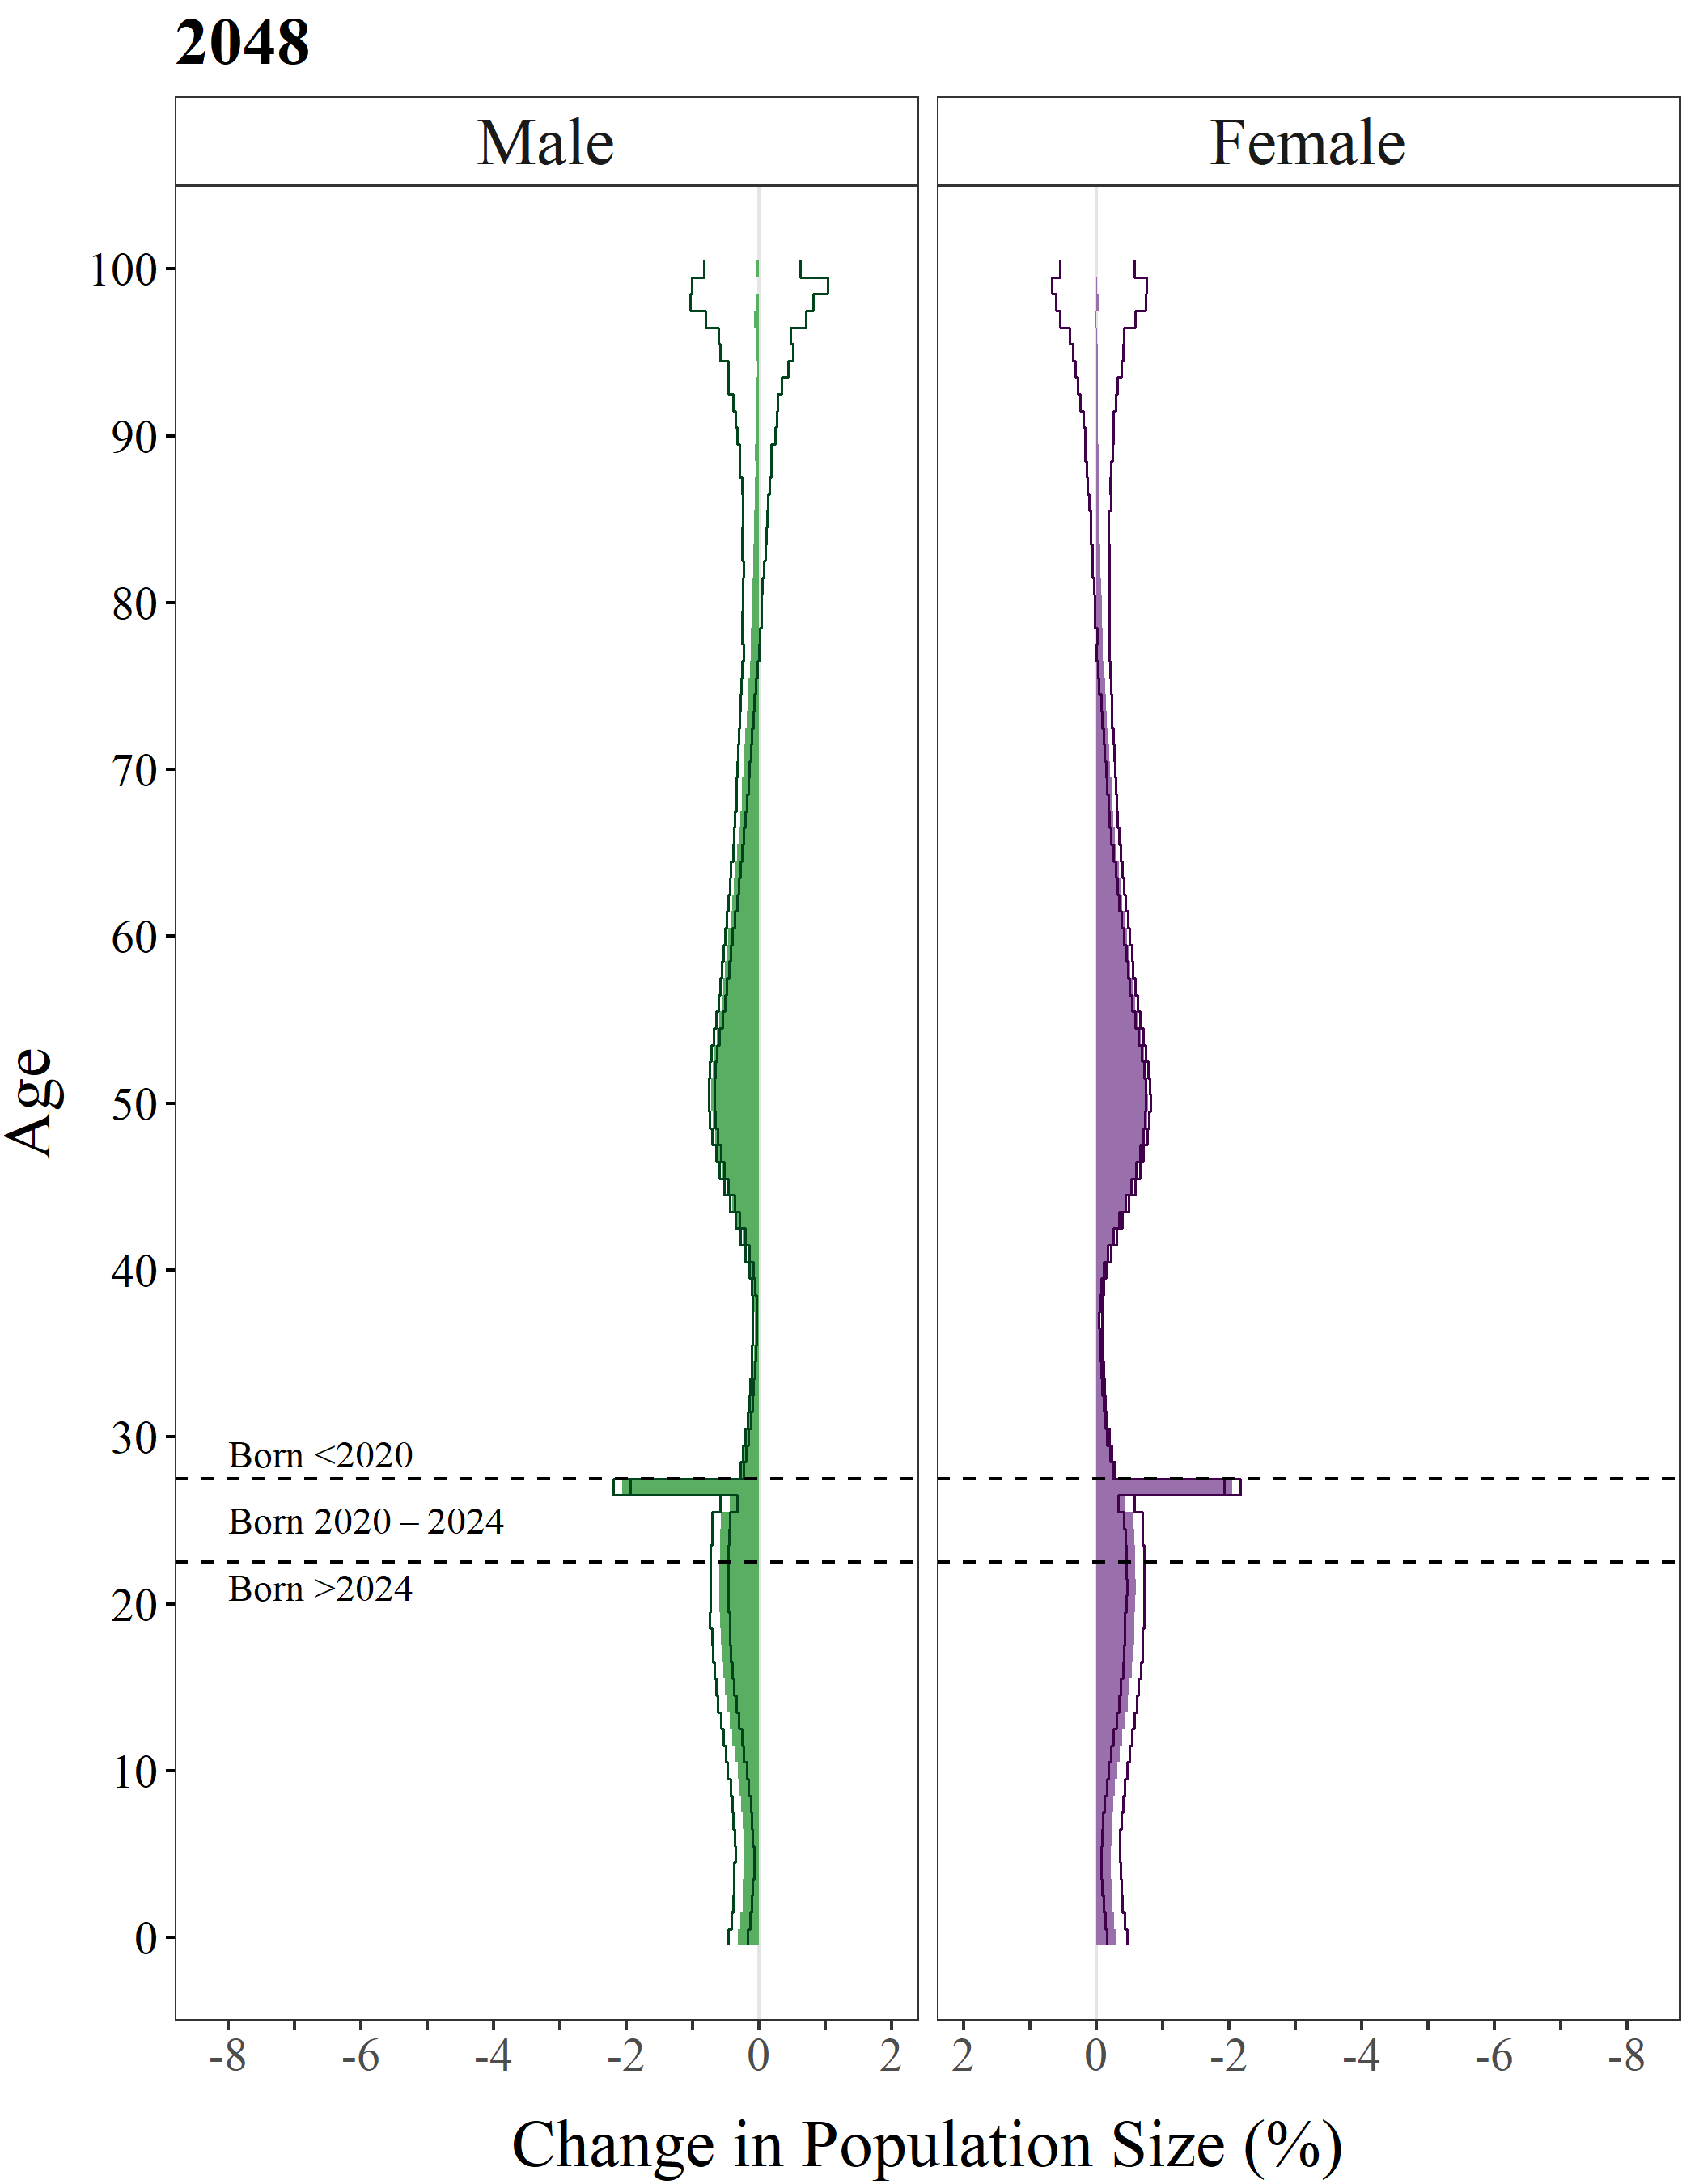 2048
Male Female
Age
100
90
80
70
60
50
40
30
20
10
0
Born <2020
Born 2020 – 2024
Born >2024
-8 -6 -4 -2 0 2 2 0 -2 -4 -6 -8
Change in Population Size (%)